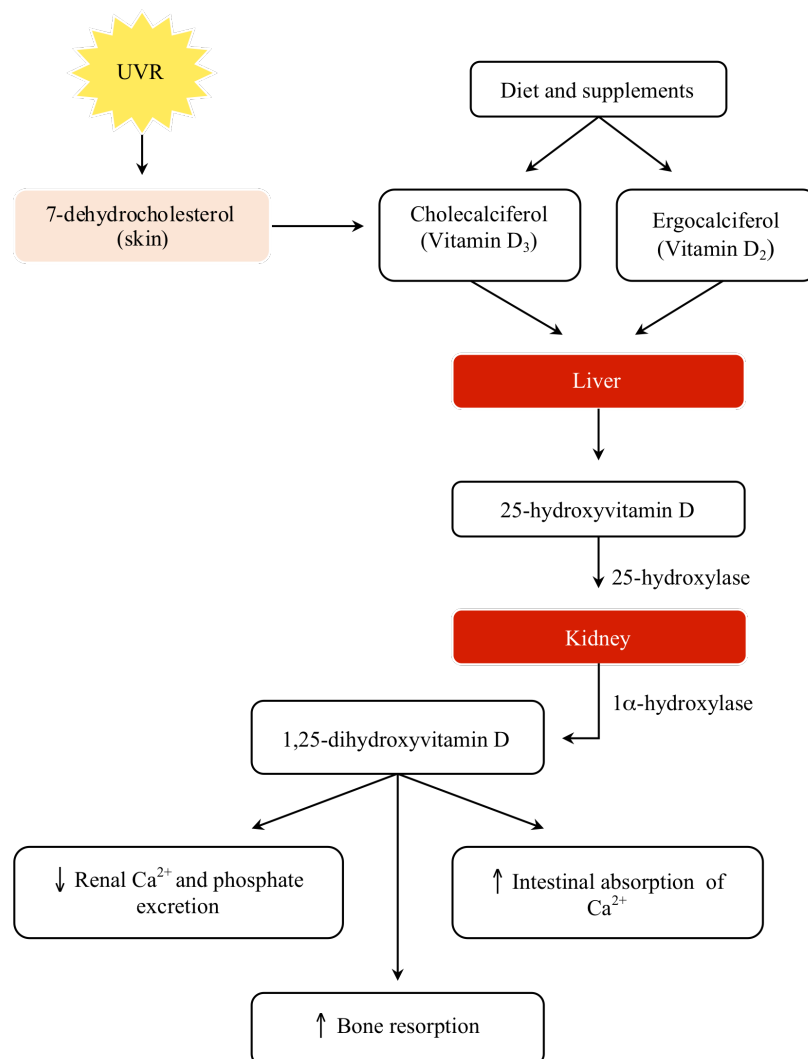 UVR
Diet and supplements
7-dehydrocholesterol
(skin)
Cholecalciferol
(Vitamin D₃)
Ergocalciferol
(Vitamin D₂)
Liver
25-hydroxyvitamin D
25-hydroxylase
Kidney
1α-hydroxylase
1,25-dihydroxyvitamin D
↓ Renal Ca²⁺ and phosphate
excretion
↑ Intestinal absorption of
Ca²⁺
↑ Bone resorption